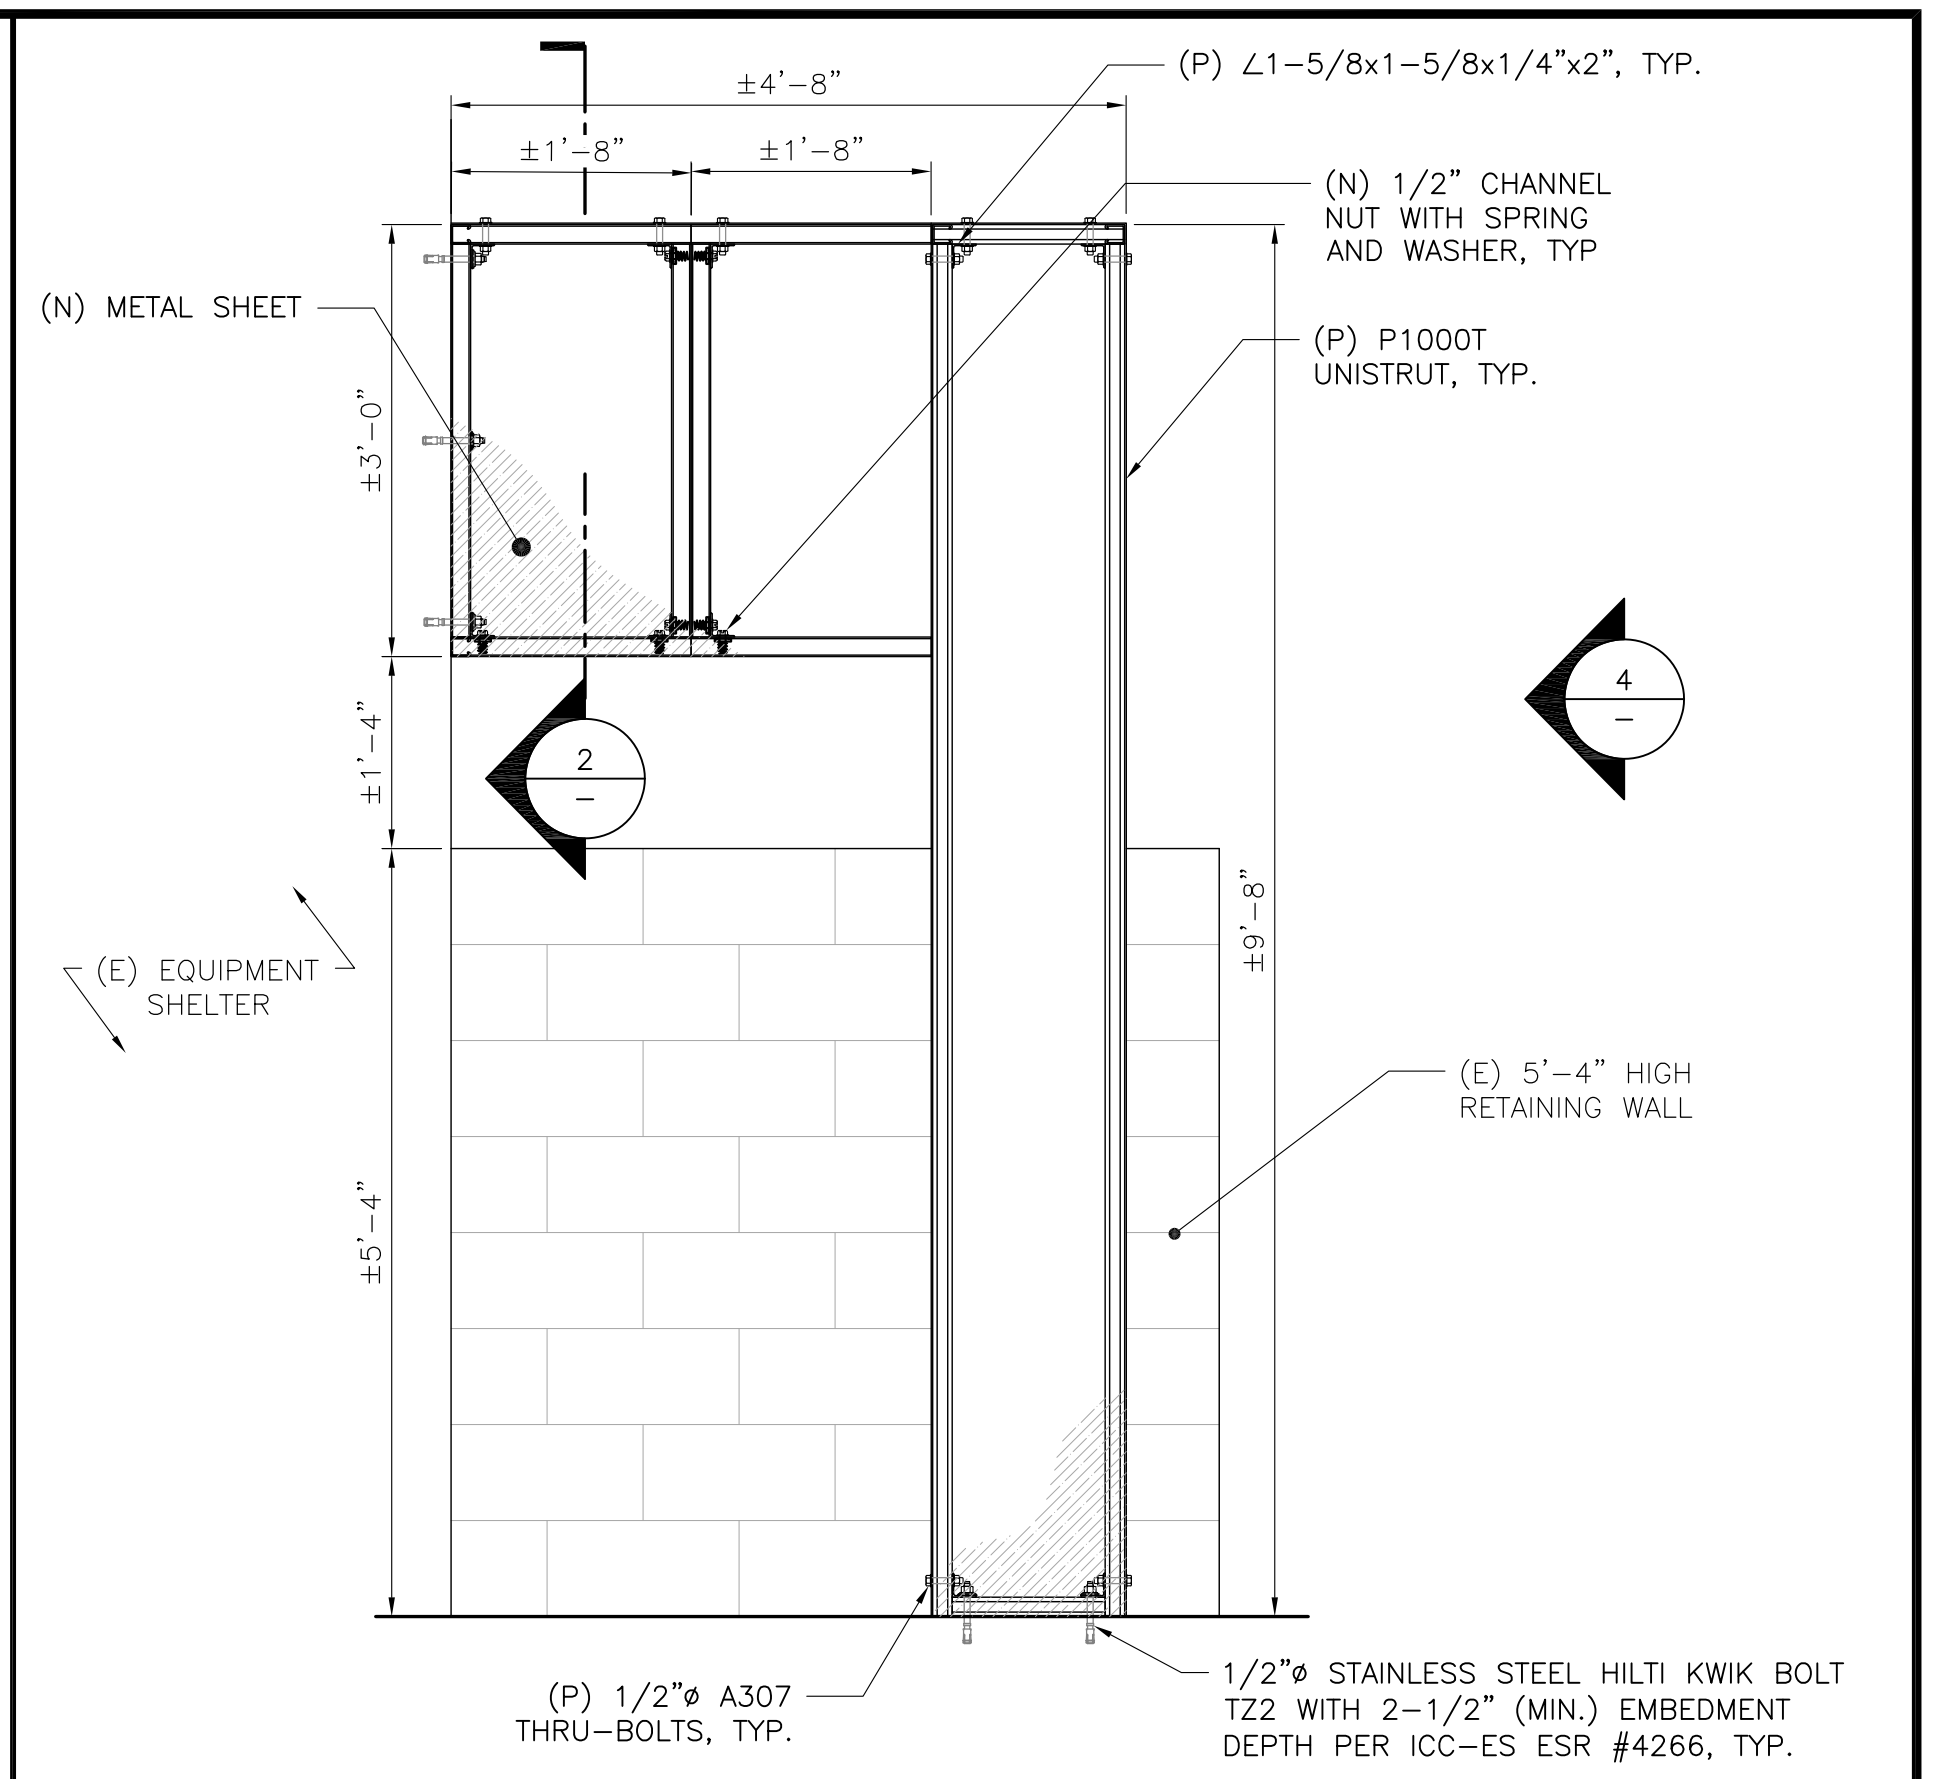 (P) ∠1-5/8x1-5/8x1/4"x2", TYP.
±4'-8"
±1'-8"
±1'-8"
(N) 1/2" CHANNEL
NUT WITH SPRING
AND WASHER, TYP
(N) METAL SHEET
(P) P1000T
UNISTRUT, TYP.
±3'-0"
4
-
±1'-4"
2
-
±9'-8"
(E) EQUIPMENT
SHELTER
(E) 5'-4" HIGH
RETAINING WALL
±5'-4"
(P) 1/2"ø A307
THRU-BOLTS, TYP.
1/2"ø STAINLESS STEEL HILTI KWIK BOLT
TZ2 WITH 2-1/2" (MIN.) EMBEDMENT
DEPTH PER ICC-ES ESR #4266, TYP.